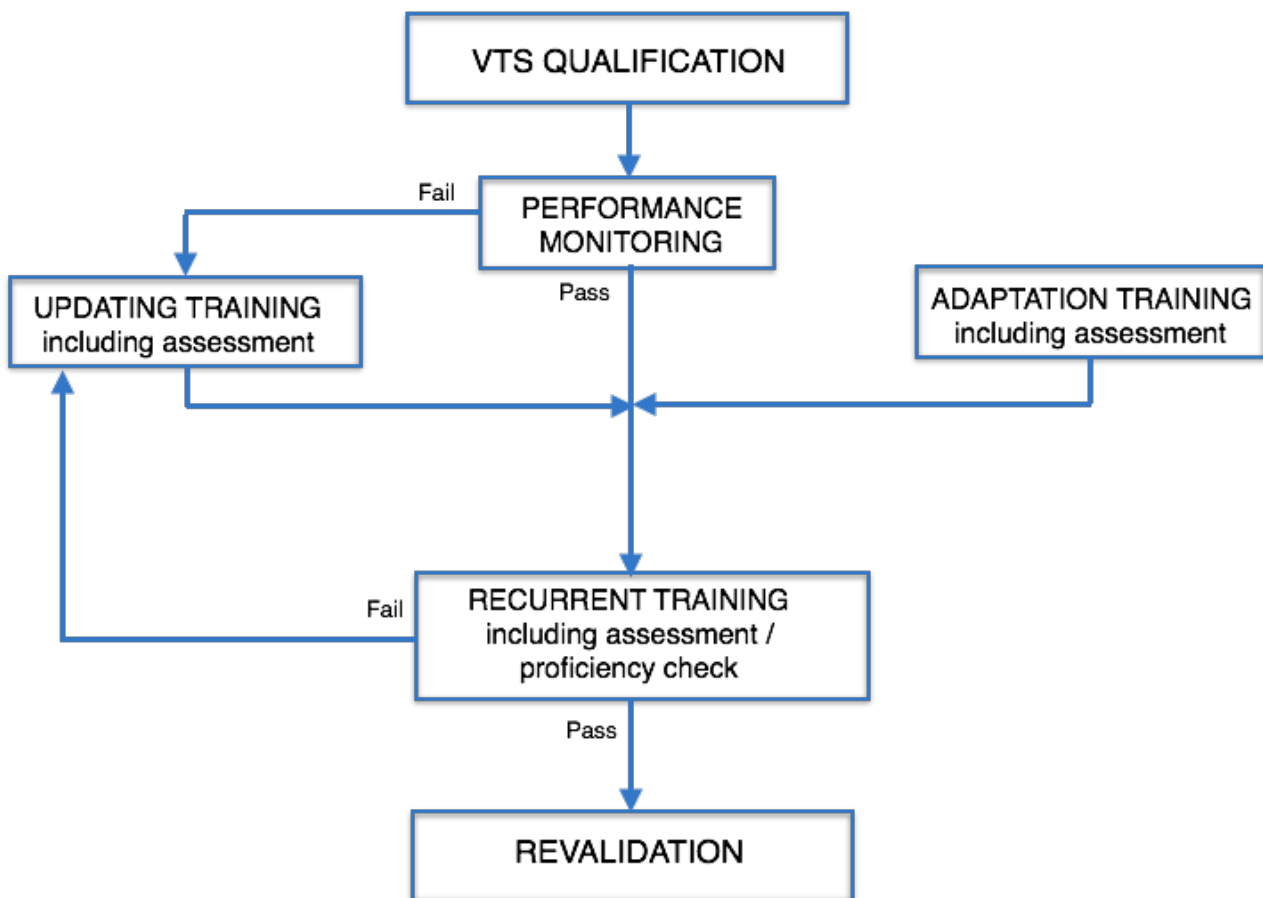 VTS QUALIFICATION
Fail
PERFORMANCE
MONITORING
Pass
UPDATING TRAINING
including assessment
ADAPTATION TRAINING
including assessment
Fail
RECURRENT TRAINING
including assessment /
proficiency check
Pass
REVALIDATION